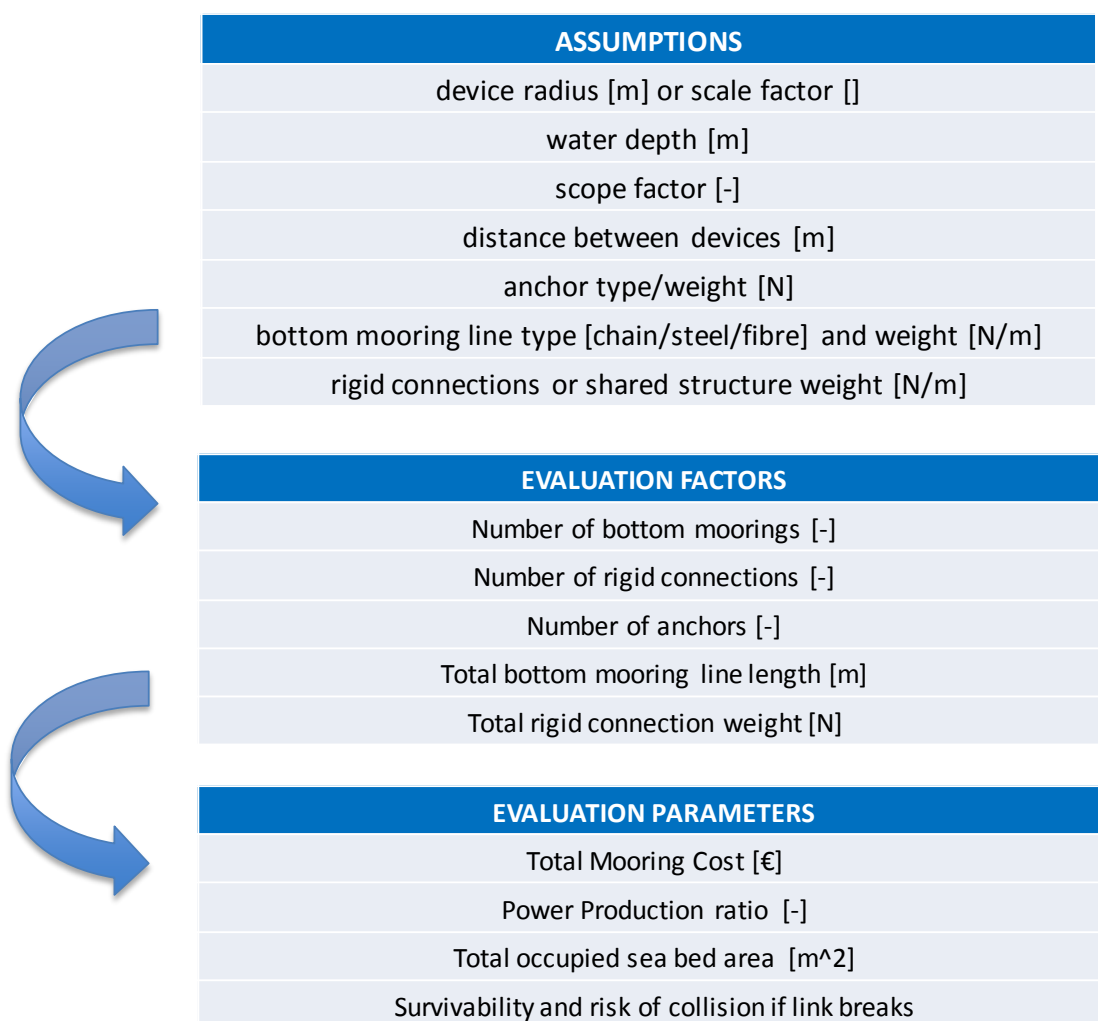 ASSUMPTIONS
device radius [m] or scale factor []
water depth [m]
scope factor [-]
distance between devices [m]
anchor type/weight [N]
bottom mooring line type [chain/steel/fibre] and weight [N/m]
rigid connections or shared structure weight [N/m]
EVALUATION FACTORS
Number of bottom moorings [-]
Number of rigid connections [-]
Number of anchors [-]
Total bottom mooring line length [m]
Total rigid connection weight [N]
EVALUATION PARAMETERS
Total Mooring Cost [€]
Power Production ratio [-]
Total occupied sea bed area [m^2]
Survivability and risk of collision if link breaks